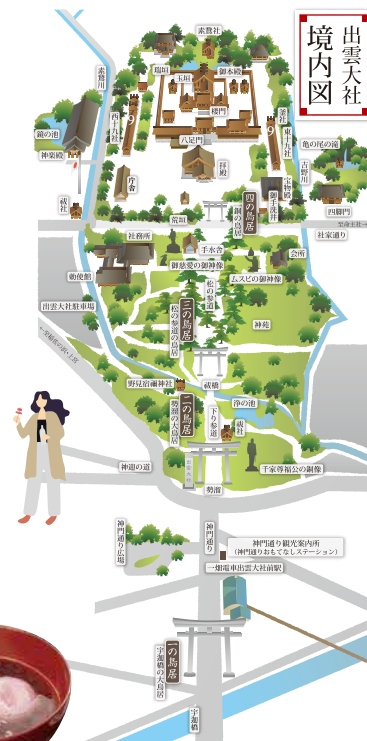 出雲大社
境内図
素鵞社
素鵞川
瑞垣
御本殿
玉垣
楼門
西十九社
八足門
釜社
東十九社
鏡の池
神楽殿
亀の尾の滝
吉野川
拝殿
庁舎
宝物殿
御手洗井
四脚門
祓社
荒垣
四の鳥居
銅の鳥居
社家通り
社務所
手水舎
会所
御慈愛の御神像
ムスビの御神像
勅使館
松の参道
出雲大社駐車場
三の鳥居
松の参道の鳥居
神苑
野見宿禰神社
祓橋
浄の池
二の鳥居
勢溜の大鳥居
下り参道
祓社
千家尊福公の銅像
神迎の道
勢溜
神門通り広場
神門通り
神門通り観光案内所
(神門通りおもてなしステーション)
一畑電車出雲大社前駅
一の鳥居
宇迦橋の大鳥居
宇迦橋